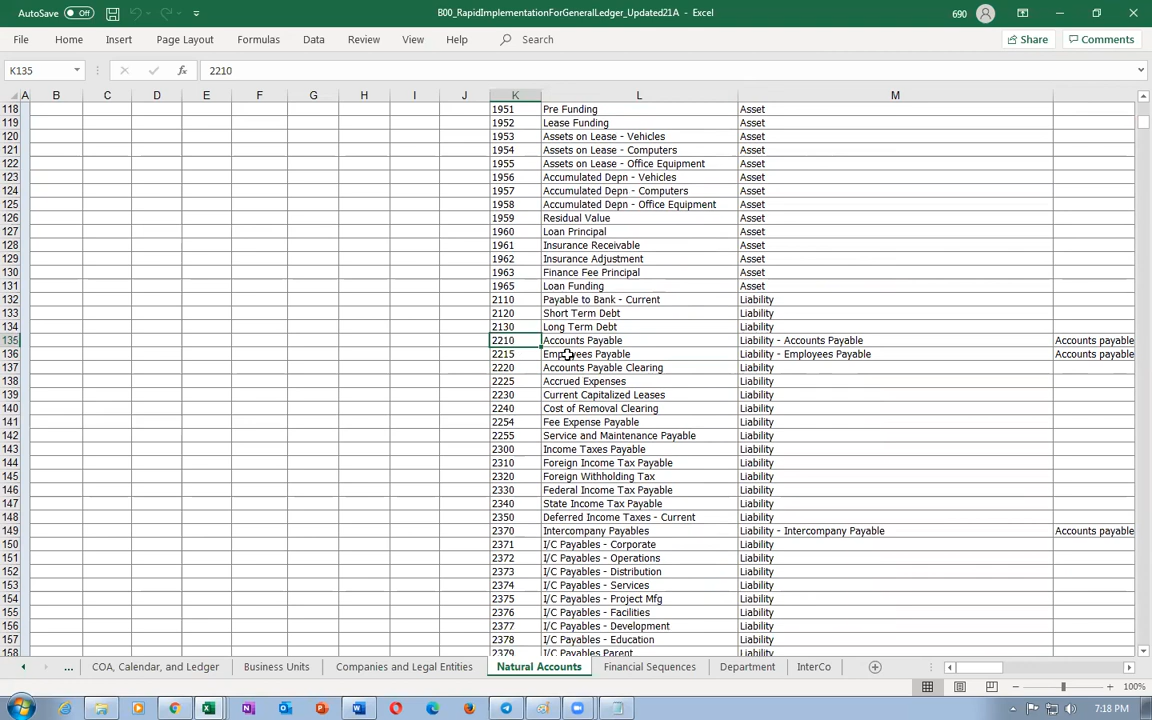 AutoSave Off B00_RapidImplementationForGeneralLedger_Updated21A - Excel 690
File Home Insert Page Layout Formulas Data Review View Help Search Share Comments
K135 fx 2210
A B C D E F G H I J K L M
118 1951 Pre Funding Asset
119 1952 Lease Funding Asset
120 1953 Assets on Lease - Vehicles Asset
121 1954 Assets on Lease - Computers Asset
122 1955 Assets on Lease - Office Equipment Asset
123 1956 Accumulated Depn - Vehicles Asset
124 1957 Accumulated Depn - Computers Asset
125 1958 Accumulated Depn - Office Equipment Asset
126 1959 Residual Value Asset
127 1960 Loan Principal Asset
128 1961 Insurance Receivable Asset
129 1962 Insurance Adjustment Asset
130 1963 Finance Fee Principal Asset
131 1965 Loan Funding Asset
132 2110 Payable to Bank - Current Liability
133 2120 Short Term Debt Liability
134 2130 Long Term Debt Liability
135 2210 Accounts Payable Liability - Accounts Payable Accounts payable
136 2215 Employees Payable Liability - Employees Payable Accounts payable
137 2220 Accounts Payable Clearing Liability
138 2225 Accrued Expenses Liability
139 2230 Current Capitalized Leases Liability
140 2240 Cost of Removal Clearing Liability
141 2254 Fee Expense Payable Liability
142 2255 Service and Maintenance Payable Liability
143 2300 Income Taxes Payable Liability
144 2310 Foreign Income Tax Payable Liability
145 2320 Foreign Withholding Tax Liability
146 2330 Federal Income Tax Payable Liability
147 2340 State Income Tax Payable Liability
148 2350 Deferred Income Taxes - Current Liability
149 2370 Intercompany Payables Liability - Intercompany Payable Accounts payable
150 2371 I/C Payables - Corporate Liability
151 2372 I/C Payables - Operations Liability
152 2373 I/C Payables - Distribution Liability
153 2374 I/C Payables - Services Liability
154 2375 I/C Payables - Project Mfg Liability
155 2376 I/C Payables - Facilities Liability
156 2377 I/C Payables - Development Liability
157 2378 I/C Payables - Education Liability
158 2379 I/C Payables Parent Liability
... COA, Calendar, and Ledger Business Units Companies and Legal Entities Natural Accounts Financial Sequences Department InterCo
100%
7:18 PM